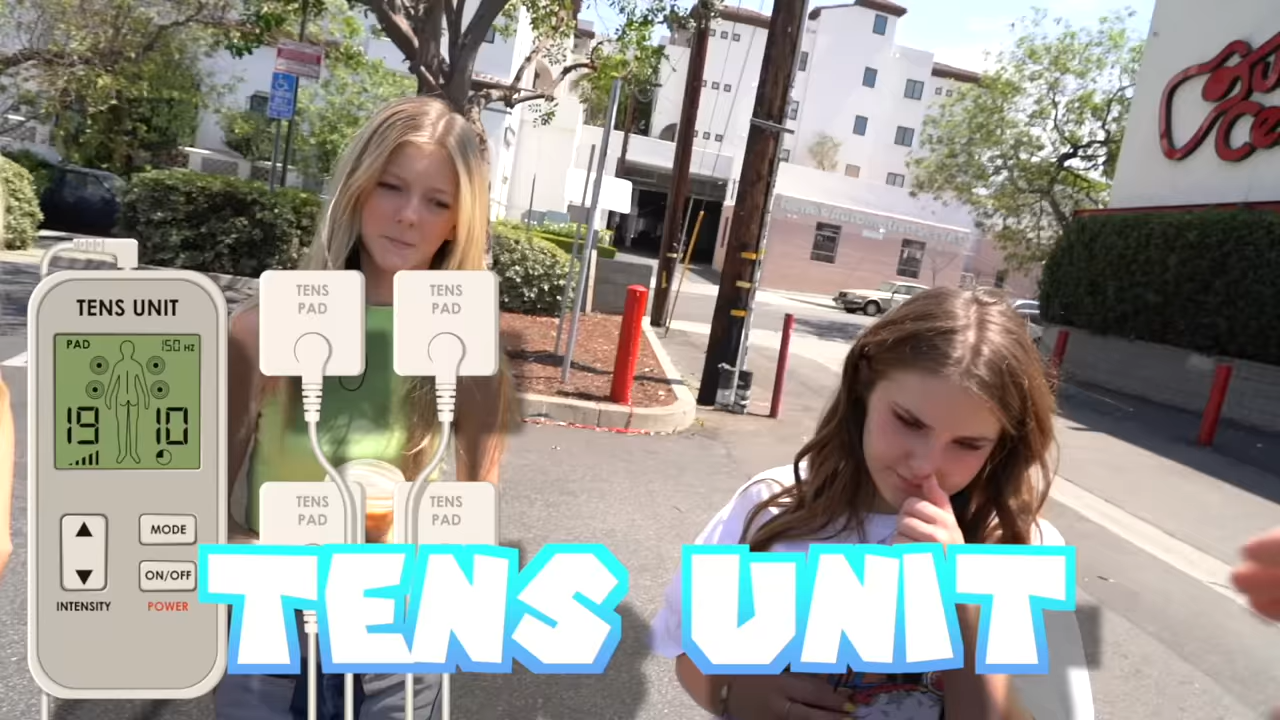 TENS UNIT
PAD
150 HZ
19
10
MODE
ON/OFF
INTENSITY
POWER
TENS
PAD
TENS
PAD
TENS
PAD
TENS
PAD
TENS UNIT